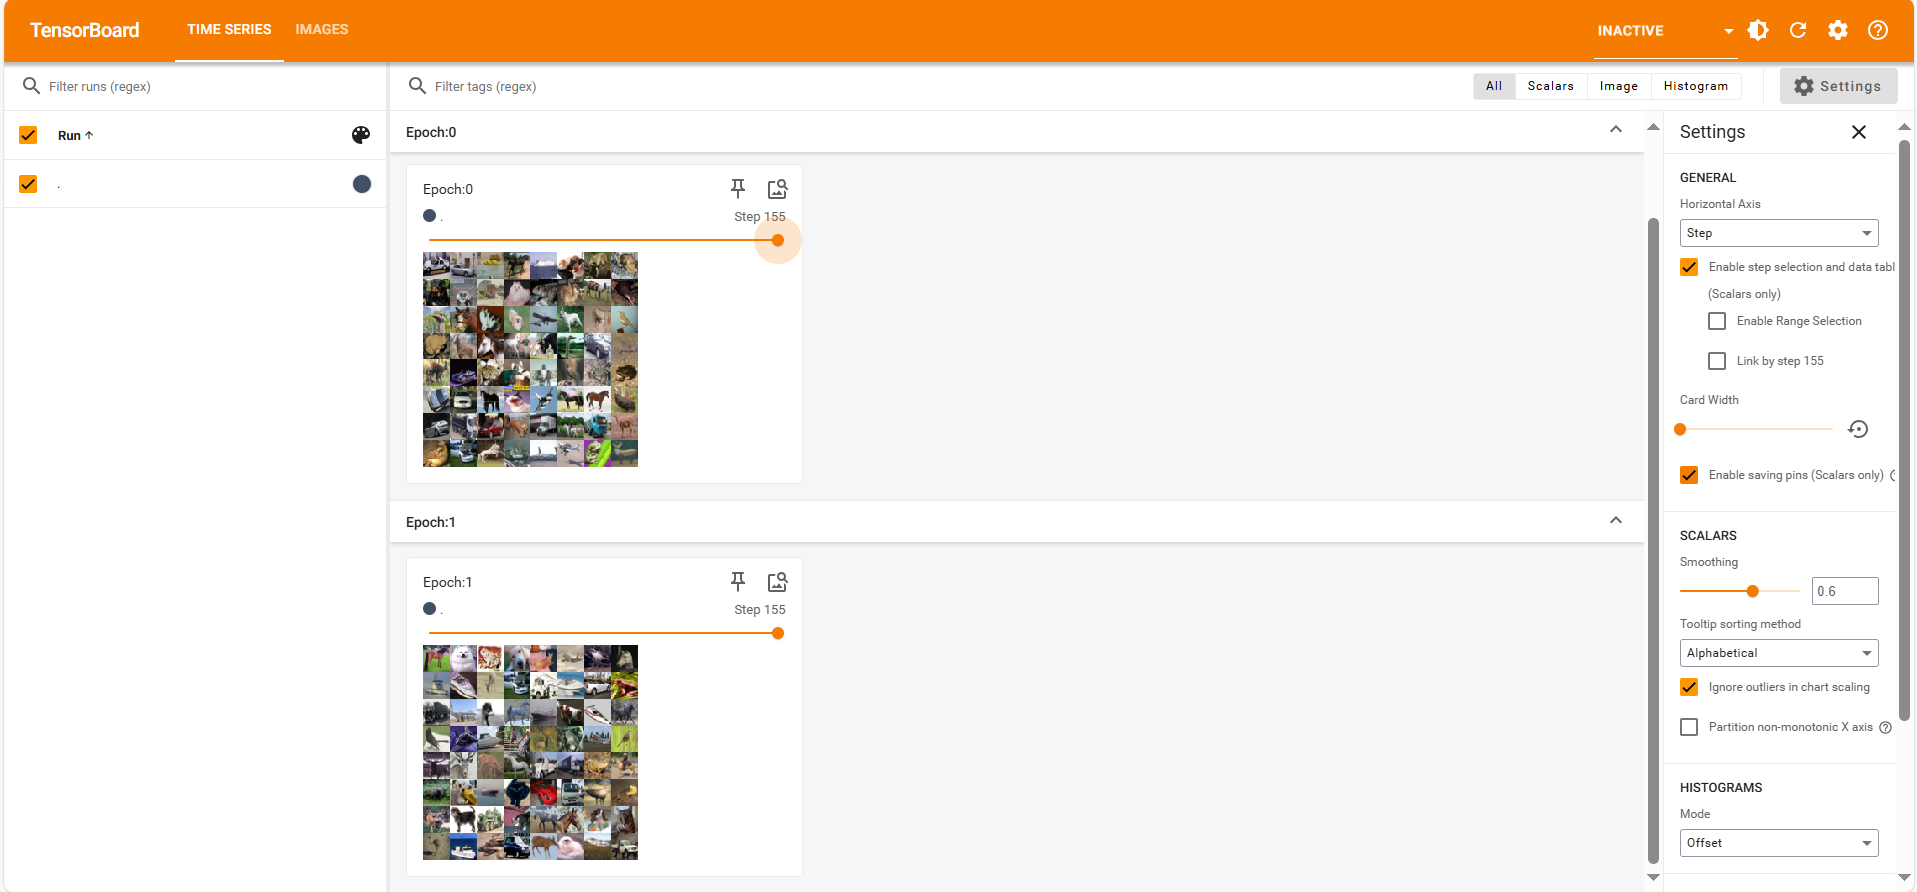 TensorBoard
TIME SERIES
IMAGES
INACTIVE
Filter runs (regex)
Filter tags (regex)
All
Scalars
Image
Histogram
Settings
Run
.
Epoch:0
Epoch:0
.
Step 155
Epoch:1
Epoch:1
.
Step 155
Settings
GENERAL
Horizontal Axis
Step
Enable step selection and data tabl
(Scalars only)
Enable Range Selection
Link by step 155
Card Width
Enable saving pins (Scalars only)
SCALARS
Smoothing
0.6
Tooltip sorting method
Alphabetical
Ignore outliers in chart scaling
Partition non-monotonic X axis
HISTOGRAMS
Mode
Offset